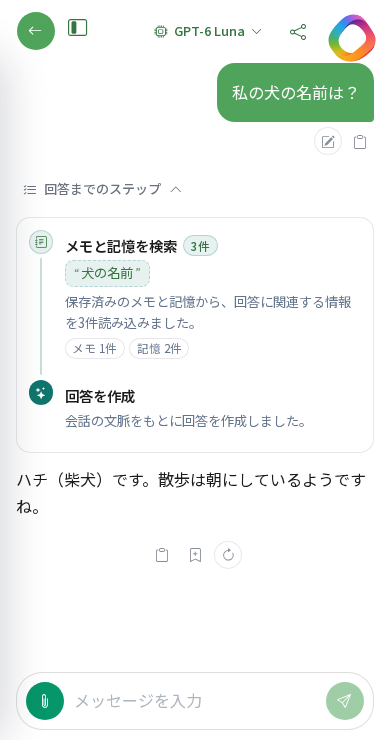 GPT-6 Luna
私の犬の名前は？
回答までのステップ
メモと記憶を検索 3件
“犬の名前”
保存済みのメモと記憶から、回答に関連する情報
を3件読み込みました。
メモ 1件 記憶 2件
回答を作成
会話の文脈をもとに回答を作成しました。
ハチ（柴犬）です。散歩は朝にしているようです
ね。
メッセージを入力